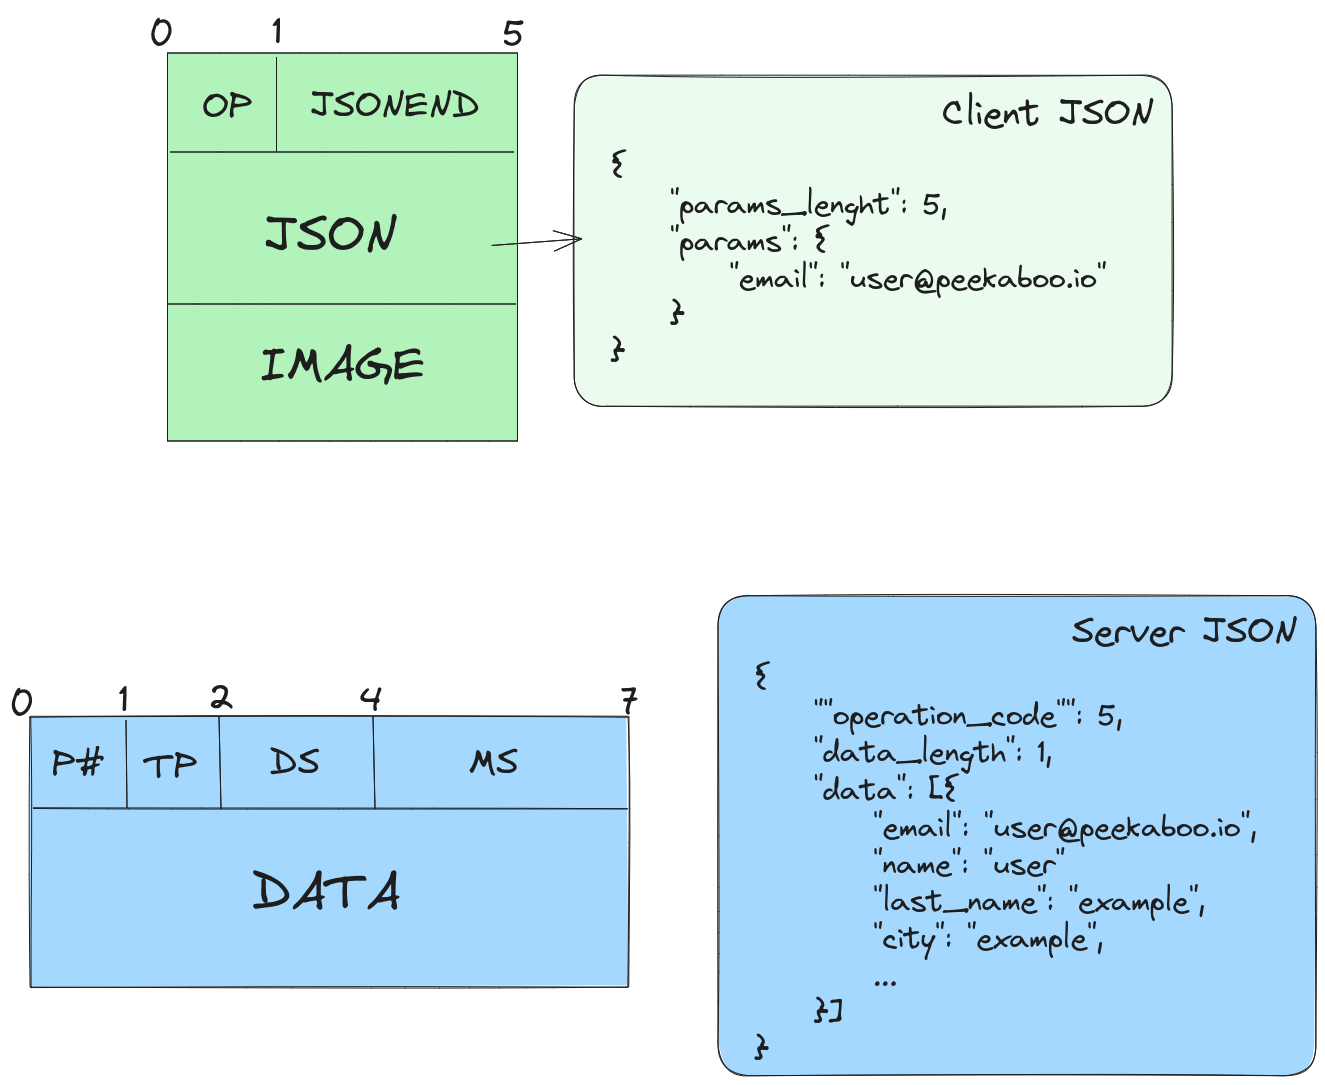 0 1 5
OP JSONEND
JSON
IMAGE
Client JSON
{
"params_lenght": 5,
"params": {
"email": "user@peekaboo.io"
}
}
0 1 2 4 7
P# TP DS MS
DATA
Server JSON
{
""operation_code"": 5,
"data_length": 1,
"data": [{
"email": "user@peekaboo.io",
"name": "user"
"last_name": "example",
"city": "example",
...
}]
}